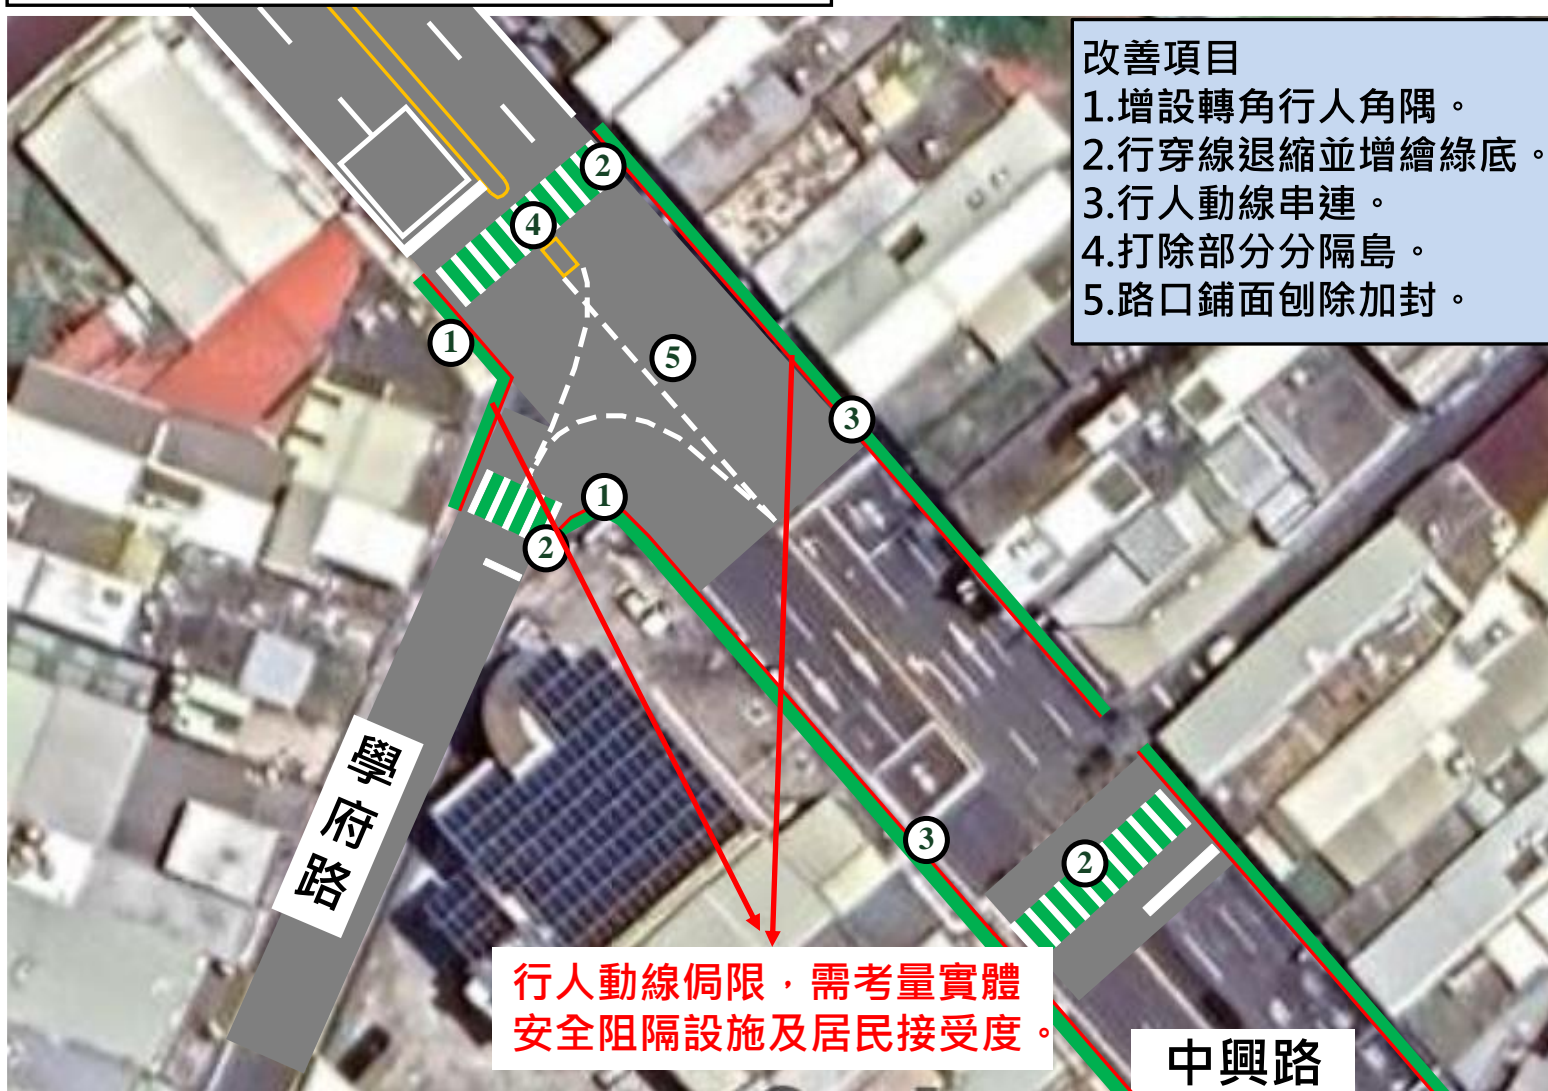 改善項目
1.增設轉角行人角隅。
2.行穿線退縮並增繪綠底。
3.行人動線串連。
4.打除部分分隔島。
5.路口鋪面刨除加封。
2
4
1
5
3
1
2
3
2
學府路
行人動線侷限，需考量實體
安全阻隔設施及居民接受度。
中興路